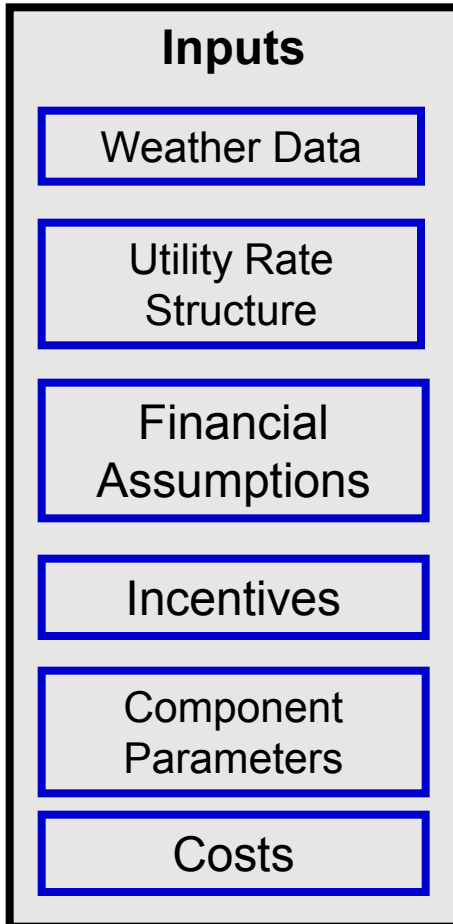 Inputs
Weather Data
Utility Rate
Structure
Financial
Assumptions
Incentives
Component
Parameters
Costs